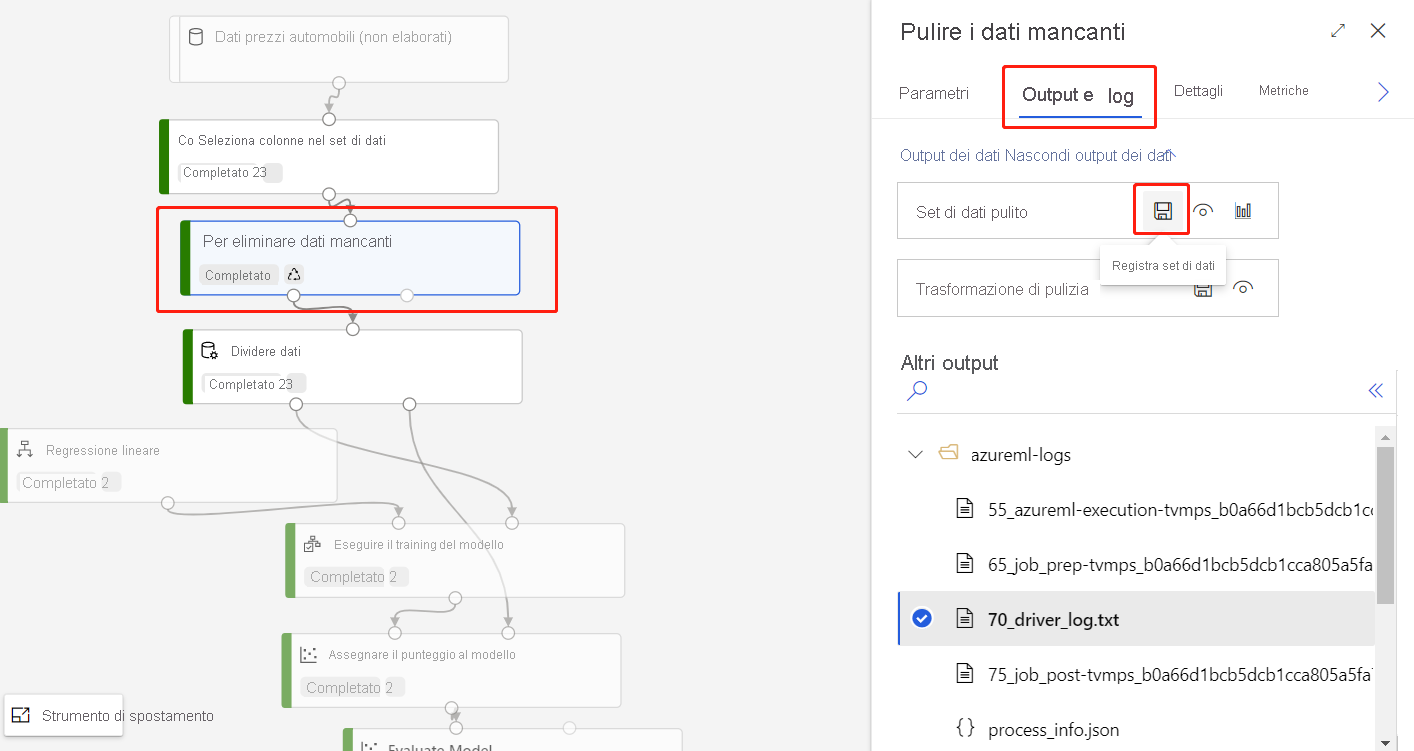 Dati prezzi automobili (non elaborati)
Co Seleziona colonne nel set di dati
Completato 23
Per eliminare dati mancanti
Completato
Dividere dati
Completato 23
Regressione lineare
Completato 2
Eseguire il training del modello
Completato 2
Assegnare il punteggio al modello
Completato 2
Evaluate Model
Strumento di spostamento
Pulire i dati mancanti
Parametri
Output e log
Dettagli
Metriche
Output dei dati Nascondi output dei dati
Set di dati pulito
Registra set di dati
Trasformazione di pulizia
Altri output
azureml-logs
55_azureml-execution-tvmps_b0a66d1bcb5dcb1cc
65_job_prep-tvmps_b0a66d1bcb5dcb1cca805a5fa
70_driver_log.txt
75_job_post-tvmps_b0a66d1bcb5dcb1cca805a5fa
process_info.json